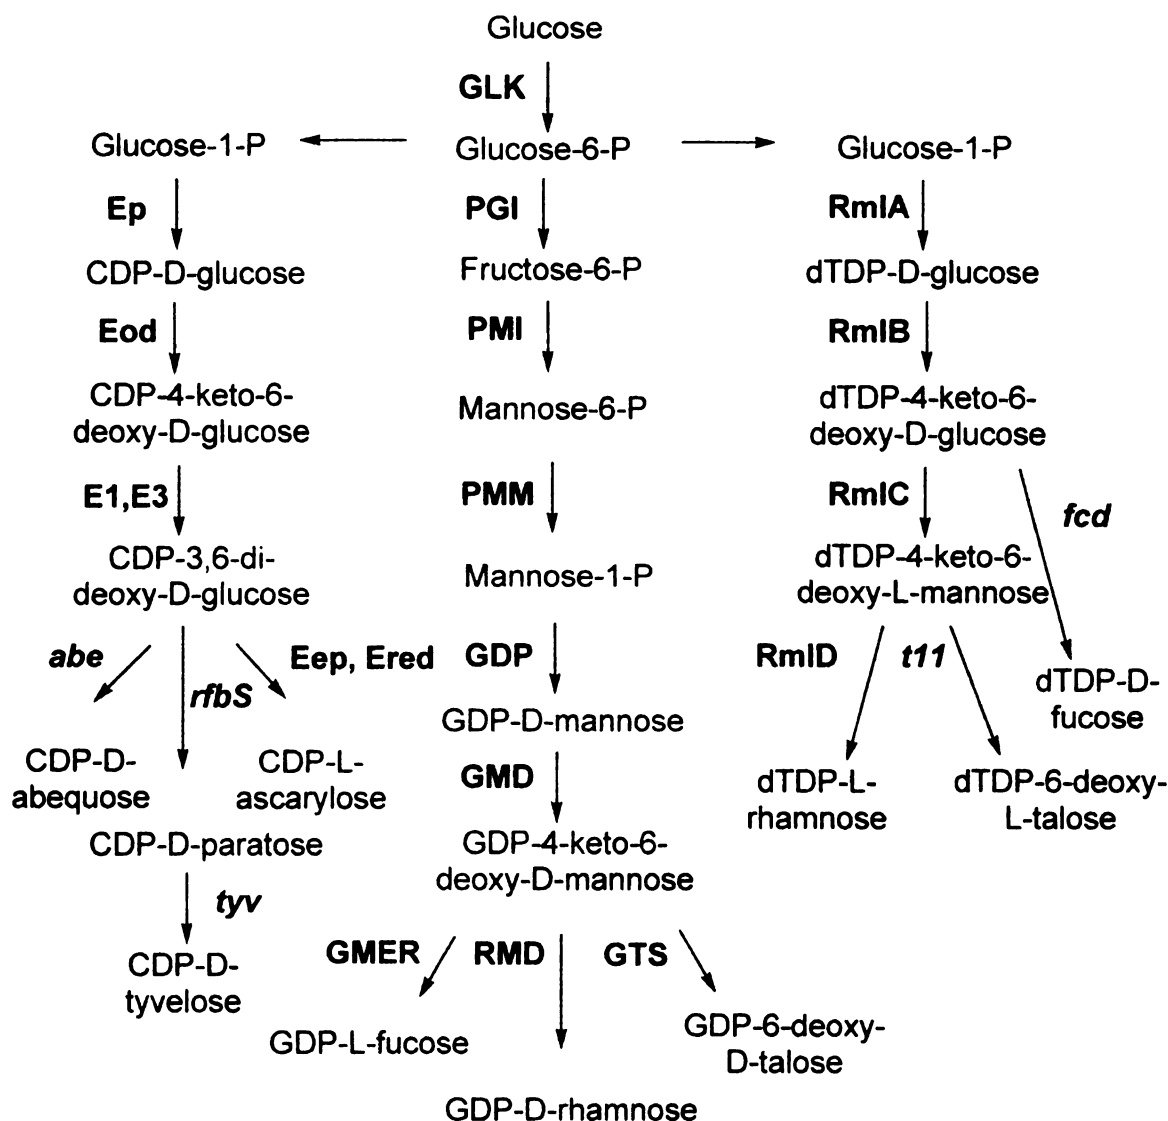 Glucose
GLK
Glucose-1-P
Glucose-6-P
Glucose-1-P
Ep
PGI
RmlA
CDP-D-glucose
Fructose-6-P
dTDP-D-glucose
Eod
PMI
RmlB
CDP-4-keto-6-
deoxy-D-glucose
Mannose-6-P
dTDP-4-keto-6-
deoxy-D-glucose
E1,E3
PMM
RmlC
fcd
CDP-3,6-di-
deoxy-D-glucose
Mannose-1-P
dTDP-4-keto-6-
deoxy-L-mannose
abe
rfbS
Eep, Ered
GDP
RmlD
t11
dTDP-D-
fucose
CDP-D-
abequose
CDP-L-
ascarylose
GDP-D-mannose
GMD
dTDP-L-
rhamnose
dTDP-6-deoxy-
L-talose
CDP-D-paratose
GDP-4-keto-6-
deoxy-D-mannose
tyv
CDP-D-
tyvelose
GMER
RMD
GTS
GDP-L-fucose
GDP-6-deoxy-
D-talose
GDP-D-rhamnose